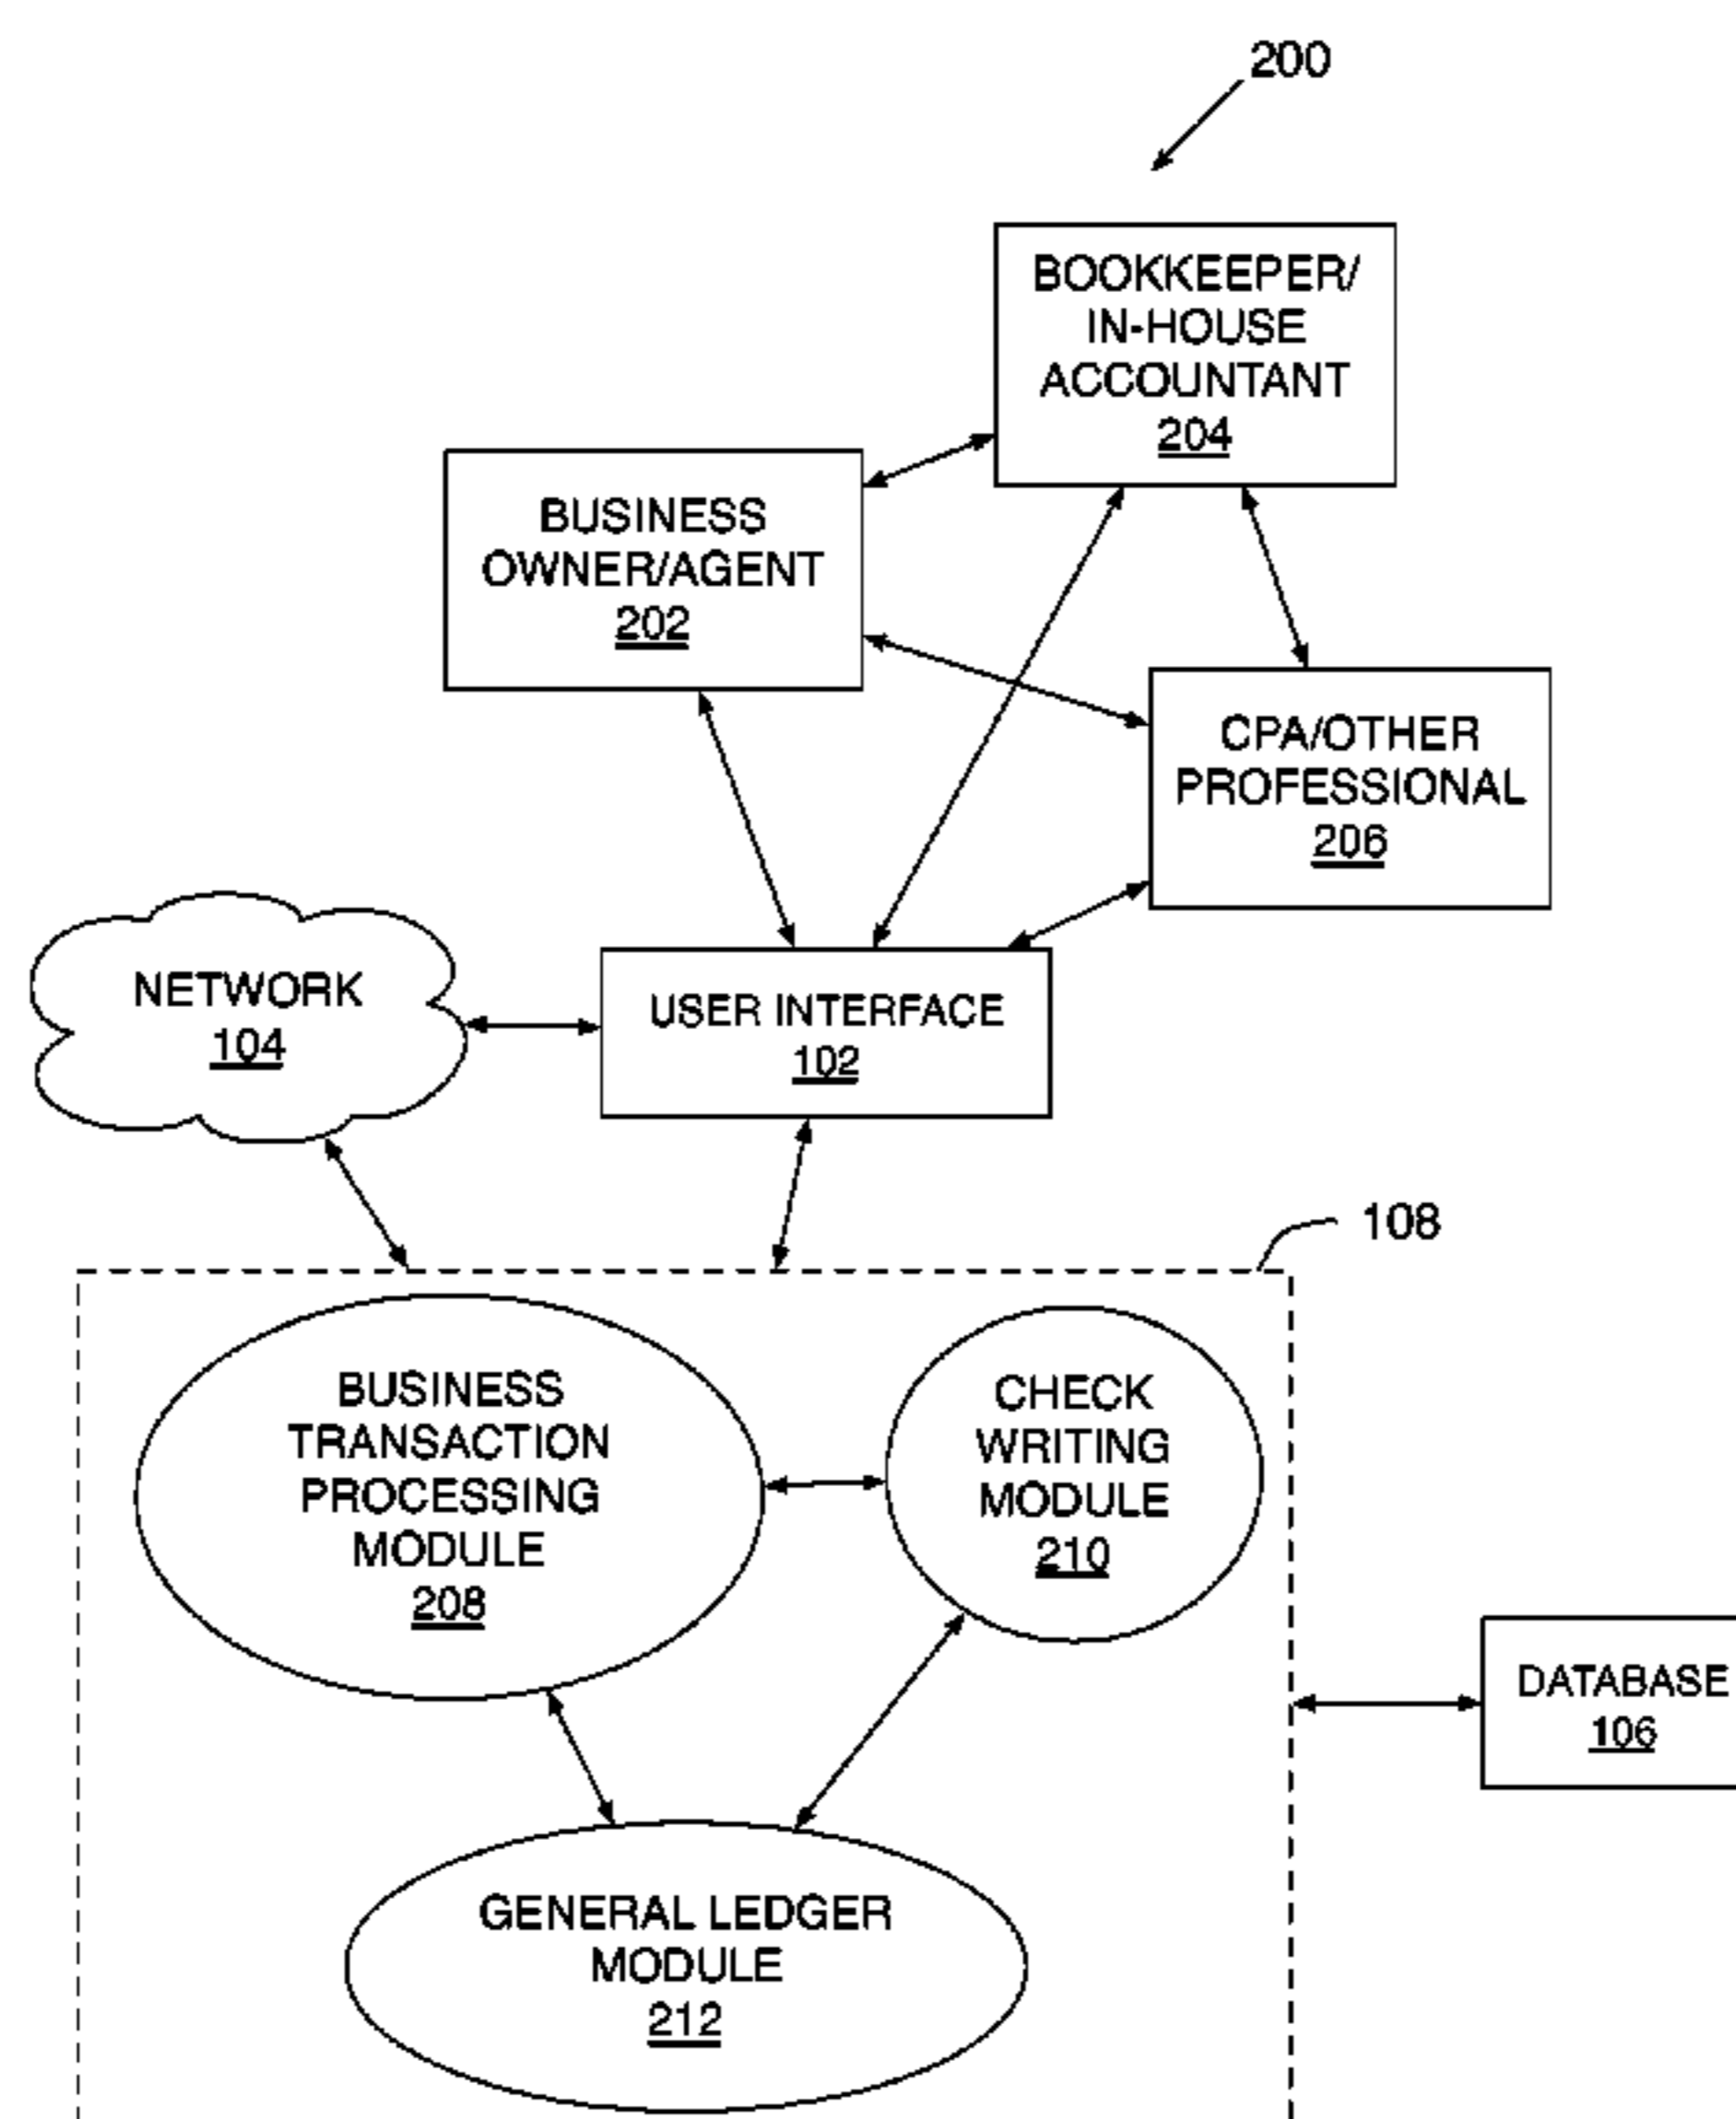 200
BOOKKEEPER/
IN-HOUSE
ACCOUNTANT
204
BUSINESS
OWNER/AGENT
202
CPA/OTHER
PROFESSIONAL
206
NETWORK
104
USER INTERFACE
102
108
BUSINESS
TRANSACTION
PROCESSING
MODULE
208
CHECK
WRITING
MODULE
210
DATABASE
106
GENERAL LEDGER
MODULE
212